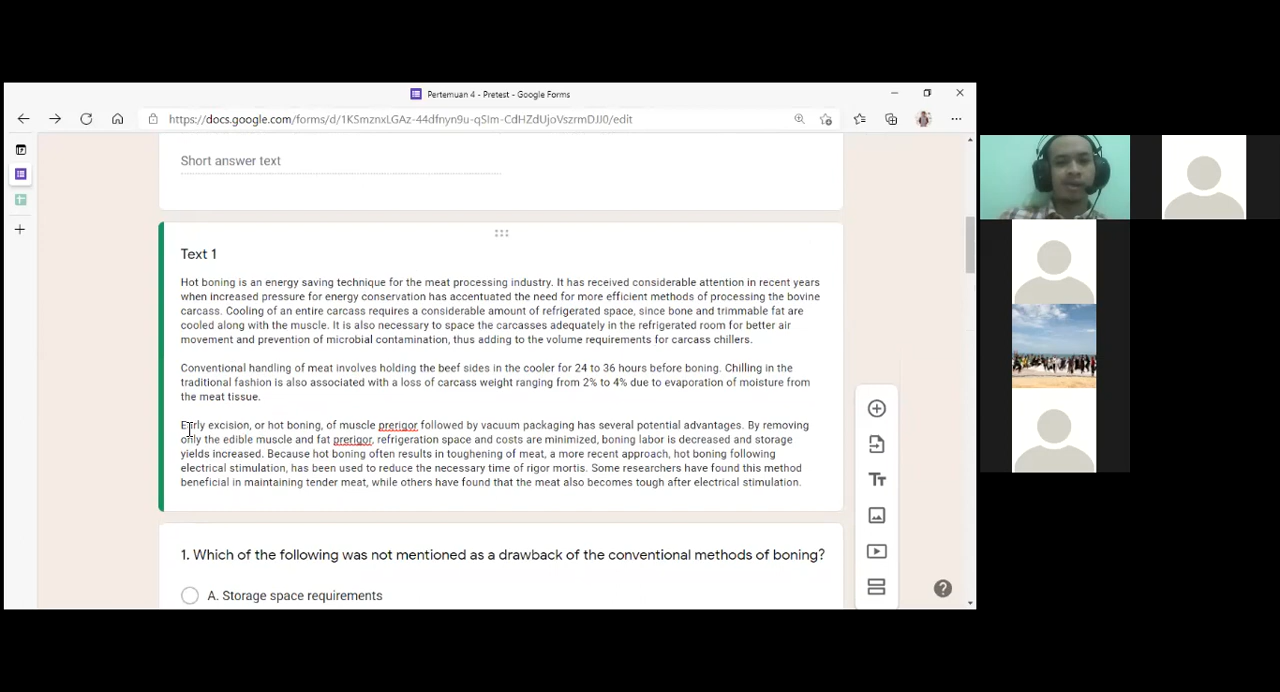 Pertemuan 4 - Pretest - Google Forms
https://docs.google.com/forms/d/1KSmznxLGAz-44dfnyn9u-qSIm-CdHZdUjoVszrmDJJ0/edit
Short answer text
Text 1
Hot boning is an energy saving technique for the meat processing industry. It has received considerable attention in recent years
when increased pressure for energy conservation has accentuated the need for more efficient methods of processing the bovine
carcass. Cooling of an entire carcass requires a considerable amount of refrigerated space, since bone and trimmable fat are
cooled along with the muscle. It is also necessary to space the carcasses adequately in the refrigerated room for better air
movement and prevention of microbial contamination, thus adding to the volume requirements for carcass chillers.
Conventional handling of meat involves holding the beef sides in the cooler for 24 to 36 hours before boning. Chilling in the
traditional fashion is also associated with a loss of carcass weight ranging from 2% to 4% due to evaporation of moisture from
the meat tissue.
Early excision, or hot boning, of muscle prerigor followed by vacuum packaging has several potential advantages. By removing
only the edible muscle and fat prerigor, refrigeration space and costs are minimized, boning labor is decreased and storage
yields increased. Because hot boning often results in toughening of meat, a more recent approach, hot boning following
electrical stimulation, has been used to reduce the necessary time of rigor mortis. Some researchers have found this method
beneficial in maintaining tender meat, while others have found that the meat also becomes tough after electrical stimulation.
Tт
1. Which of the following was not mentioned as a drawback of the conventional methods of boning?
A. Storage space requirements